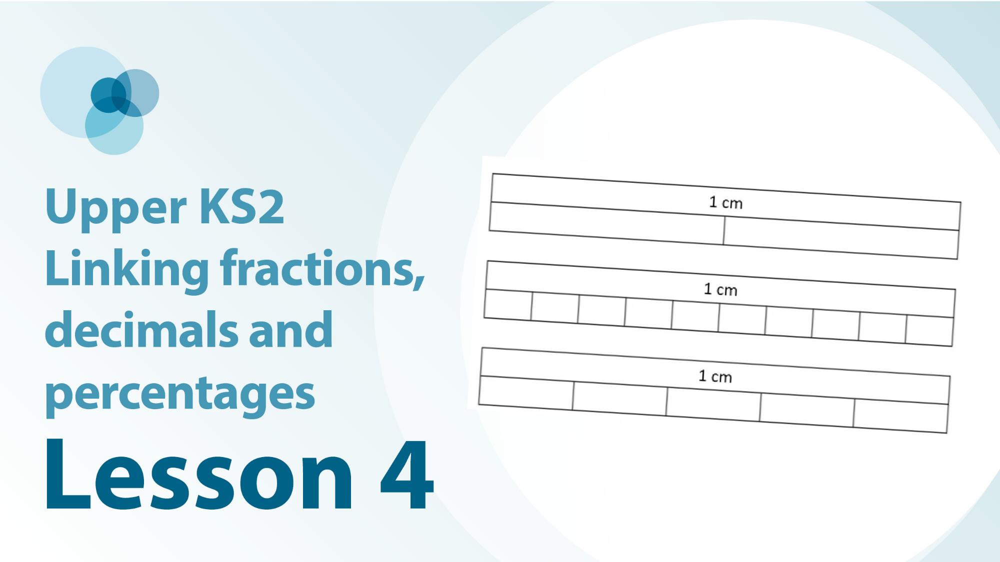 Upper KS2
Linking fractions,
decimals and
percentages
Lesson 4
1 cm
1 cm
1 cm